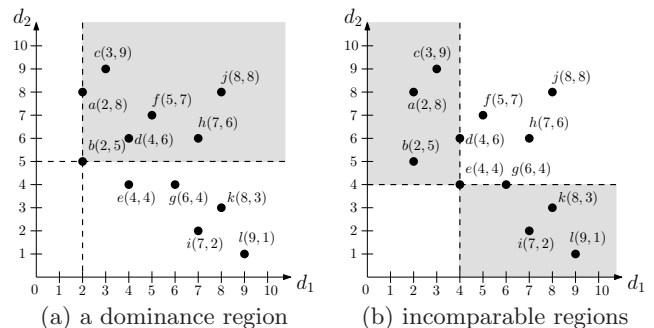 d₂
10
9
8
7
6
5
4
3
2
1
0 1 2 3 4 5 6 7 8 9 10 d₁
c(3, 9)
j(8, 8)
a(2, 8)
f(5, 7)
h(7, 6)
d(4, 6)
b(2, 5)
e(4, 4)
g(6, 4)
k(8, 3)
i(7, 2)
l(9, 1)
(a) a dominance region
d₂
10
9
8
7
6
5
4
3
2
1
0 1 2 3 4 5 6 7 8 9 10 d₁
c(3, 9)
j(8, 8)
a(2, 8)
f(5, 7)
h(7, 6)
d(4, 6)
b(2, 5)
e(4, 4) g(6, 4)
k(8, 3)
i(7, 2)
l(9, 1)
(b) incomparable regions